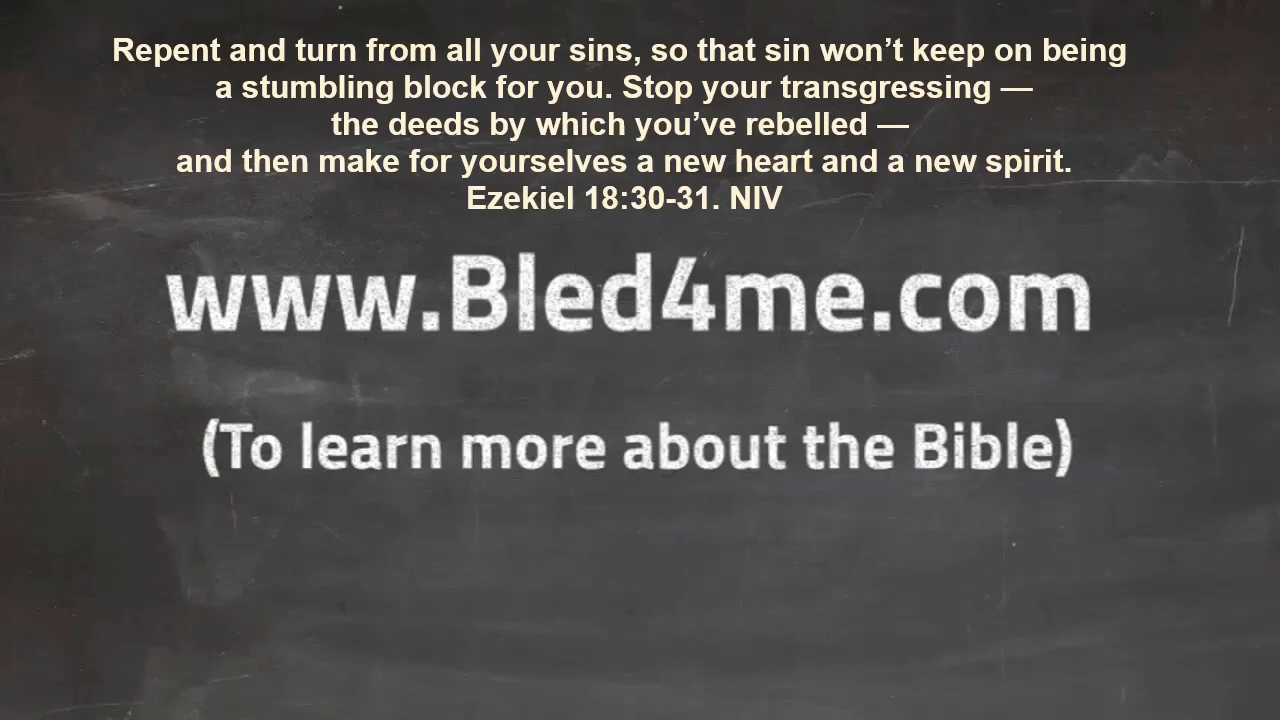 Repent and turn from all your sins, so that sin won’t keep on being
a stumbling block for you. Stop your transgressing —
the deeds by which you’ve rebelled —
and then make for yourselves a new heart and a new spirit.
Ezekiel 18:30-31. NIV
www.Bled4me.com
(To learn more about the Bible)